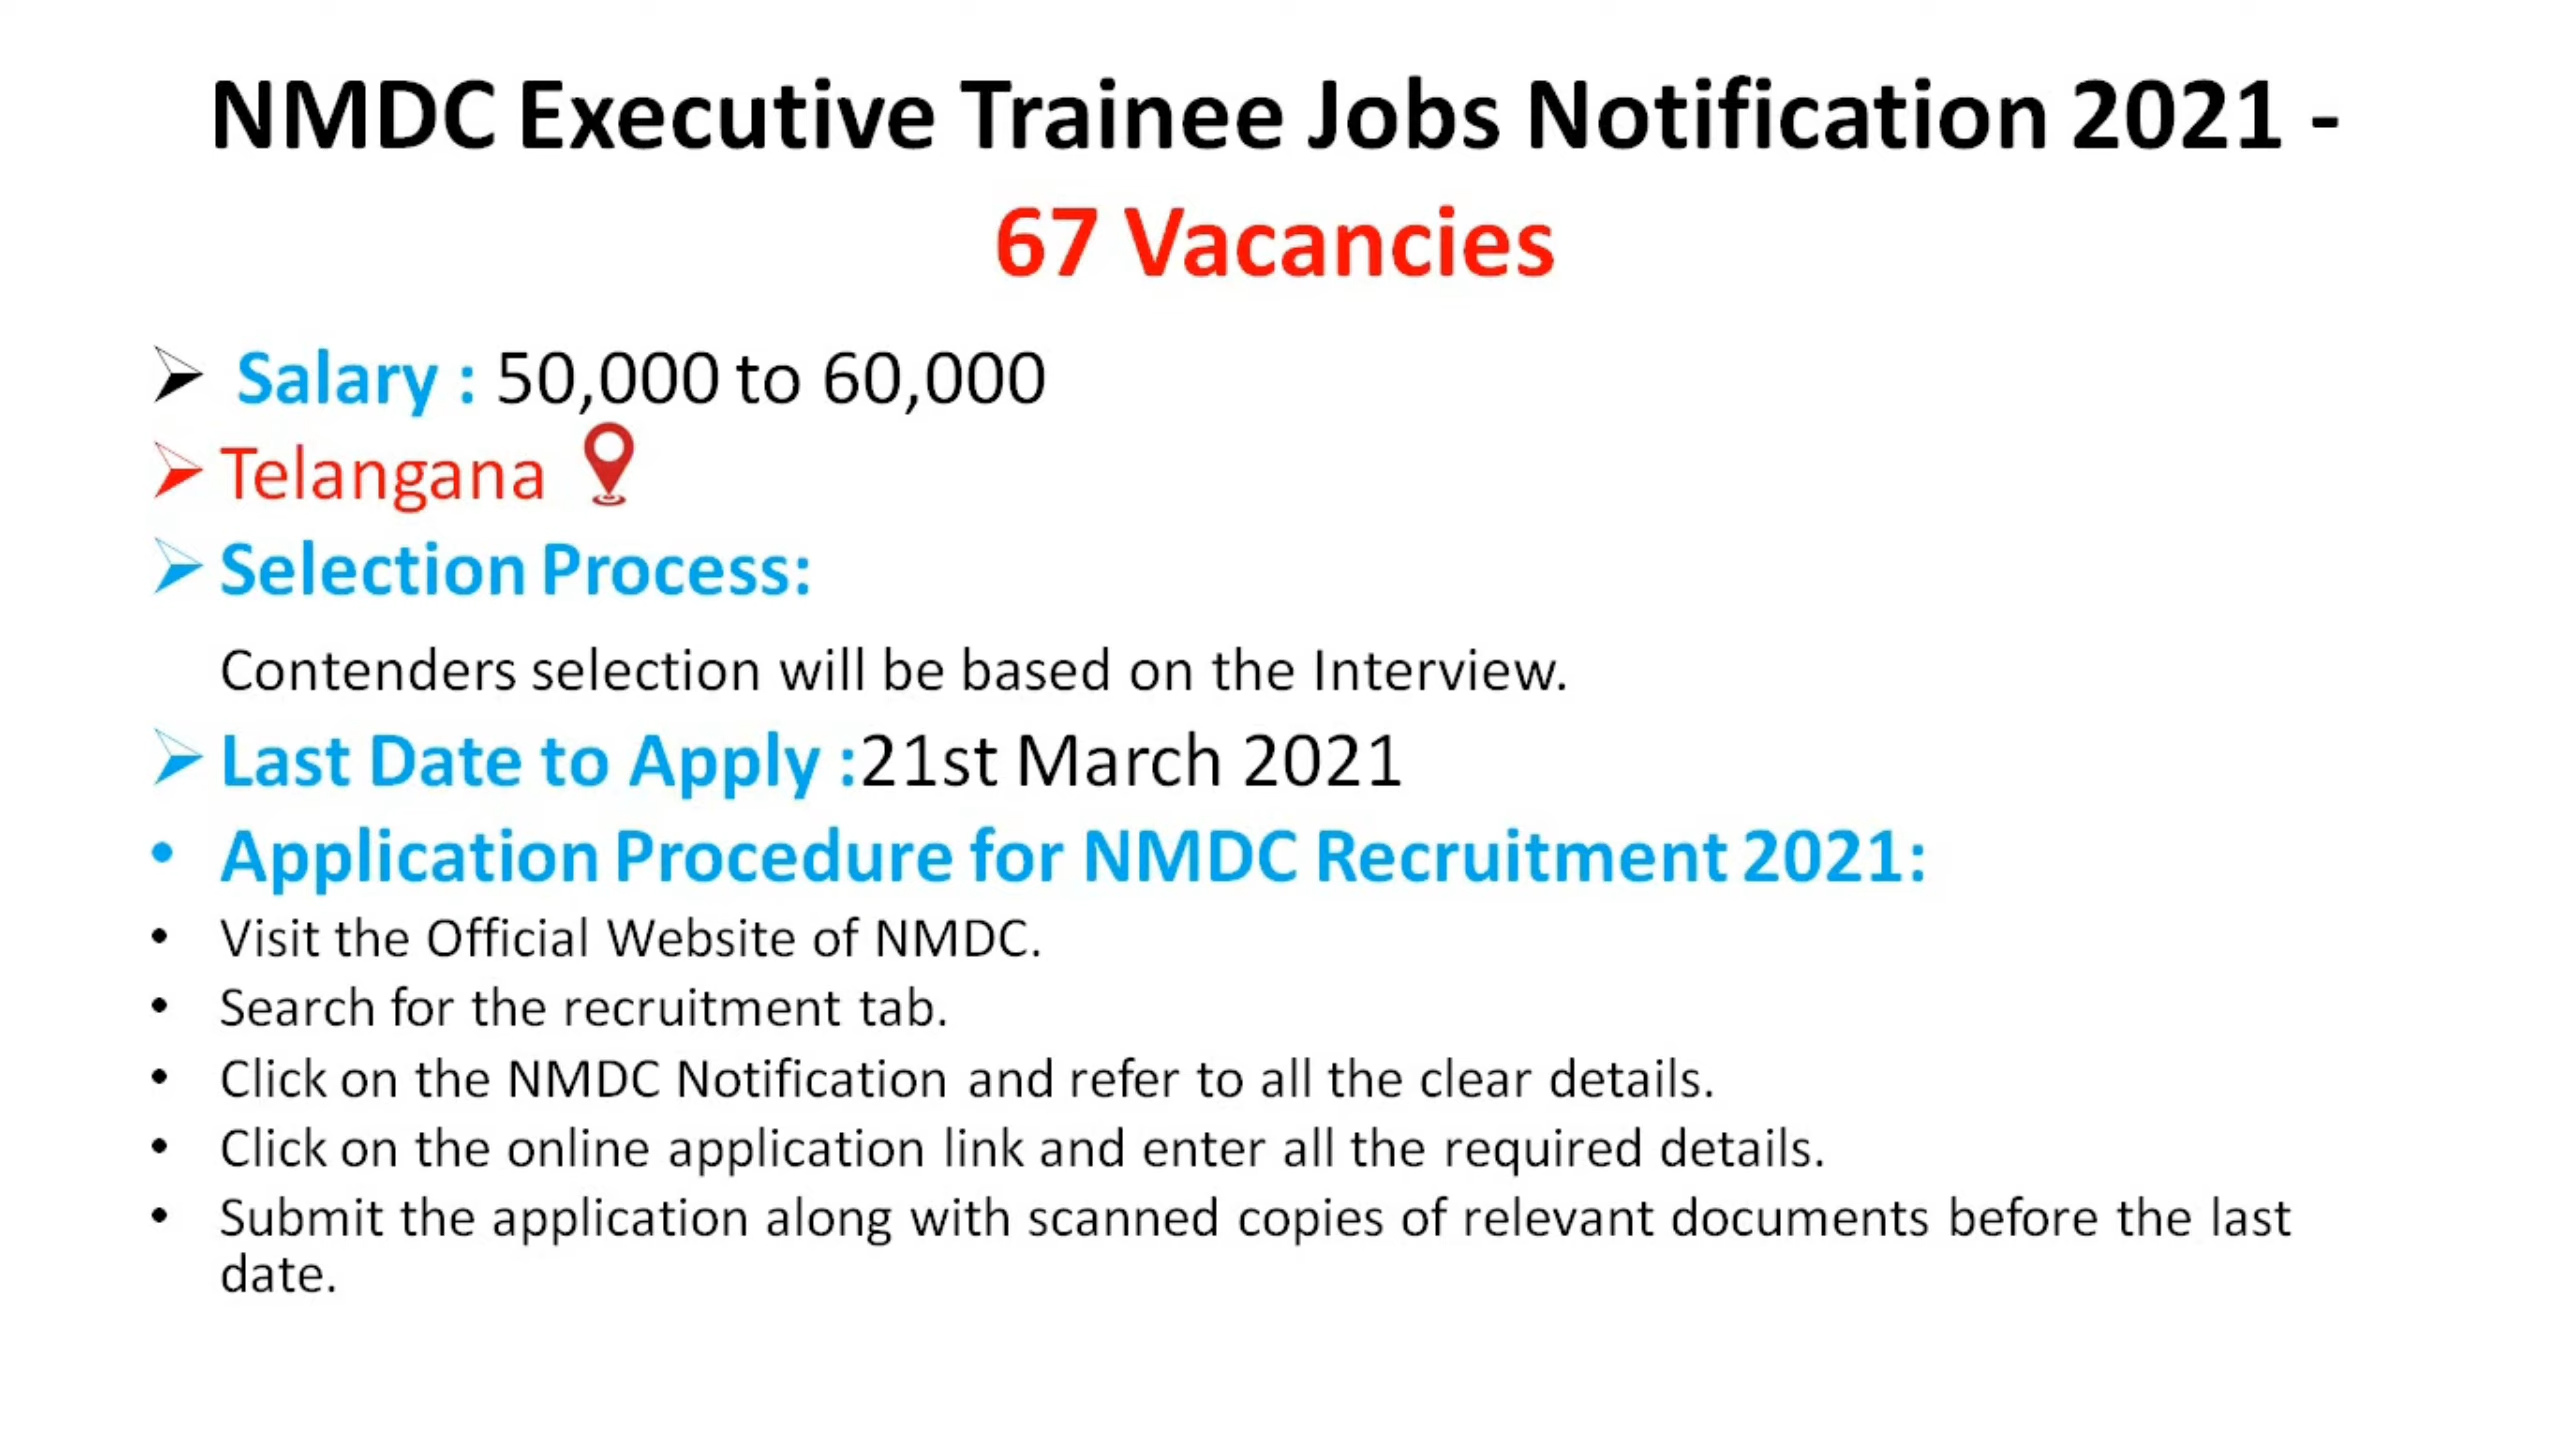 NMDC Executive Trainee Jobs Notification 2021 -
67 Vacancies
Salary : 50,000 to 60,000
Telangana
Selection Process:
Contenders selection will be based on the Interview.
Last Date to Apply :21st March 2021
Application Procedure for NMDC Recruitment 2021:
Visit the Official Website of NMDC.
Search for the recruitment tab.
Click on the NMDC Notification and refer to all the clear details.
Click on the online application link and enter all the required details.
Submit the application along with scanned copies of relevant documents before the last
date.